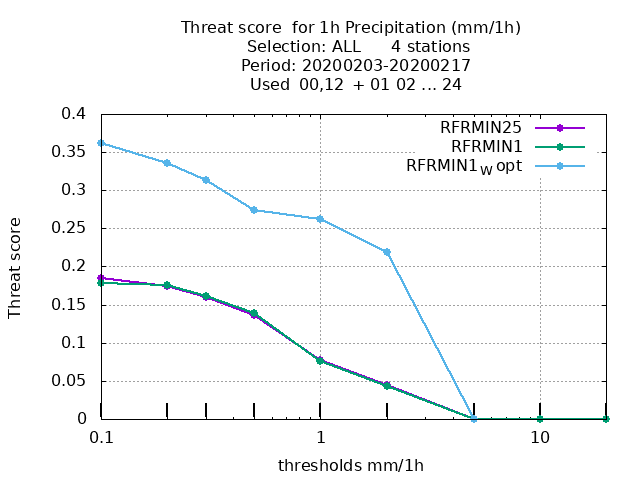 Threat score  for 1h Precipitation (mm/1h)
Selection: ALL      4 stations
Period: 20200203-20200217
Used  00,12  + 01 02 ... 24
RFRMIN25
RFRMIN1
RFRMIN1W opt
0.4
0.35
0.3
0.25
0.2
0.15
0.1
0.05
0
Threat score
0.1
1
10
thresholds mm/1h